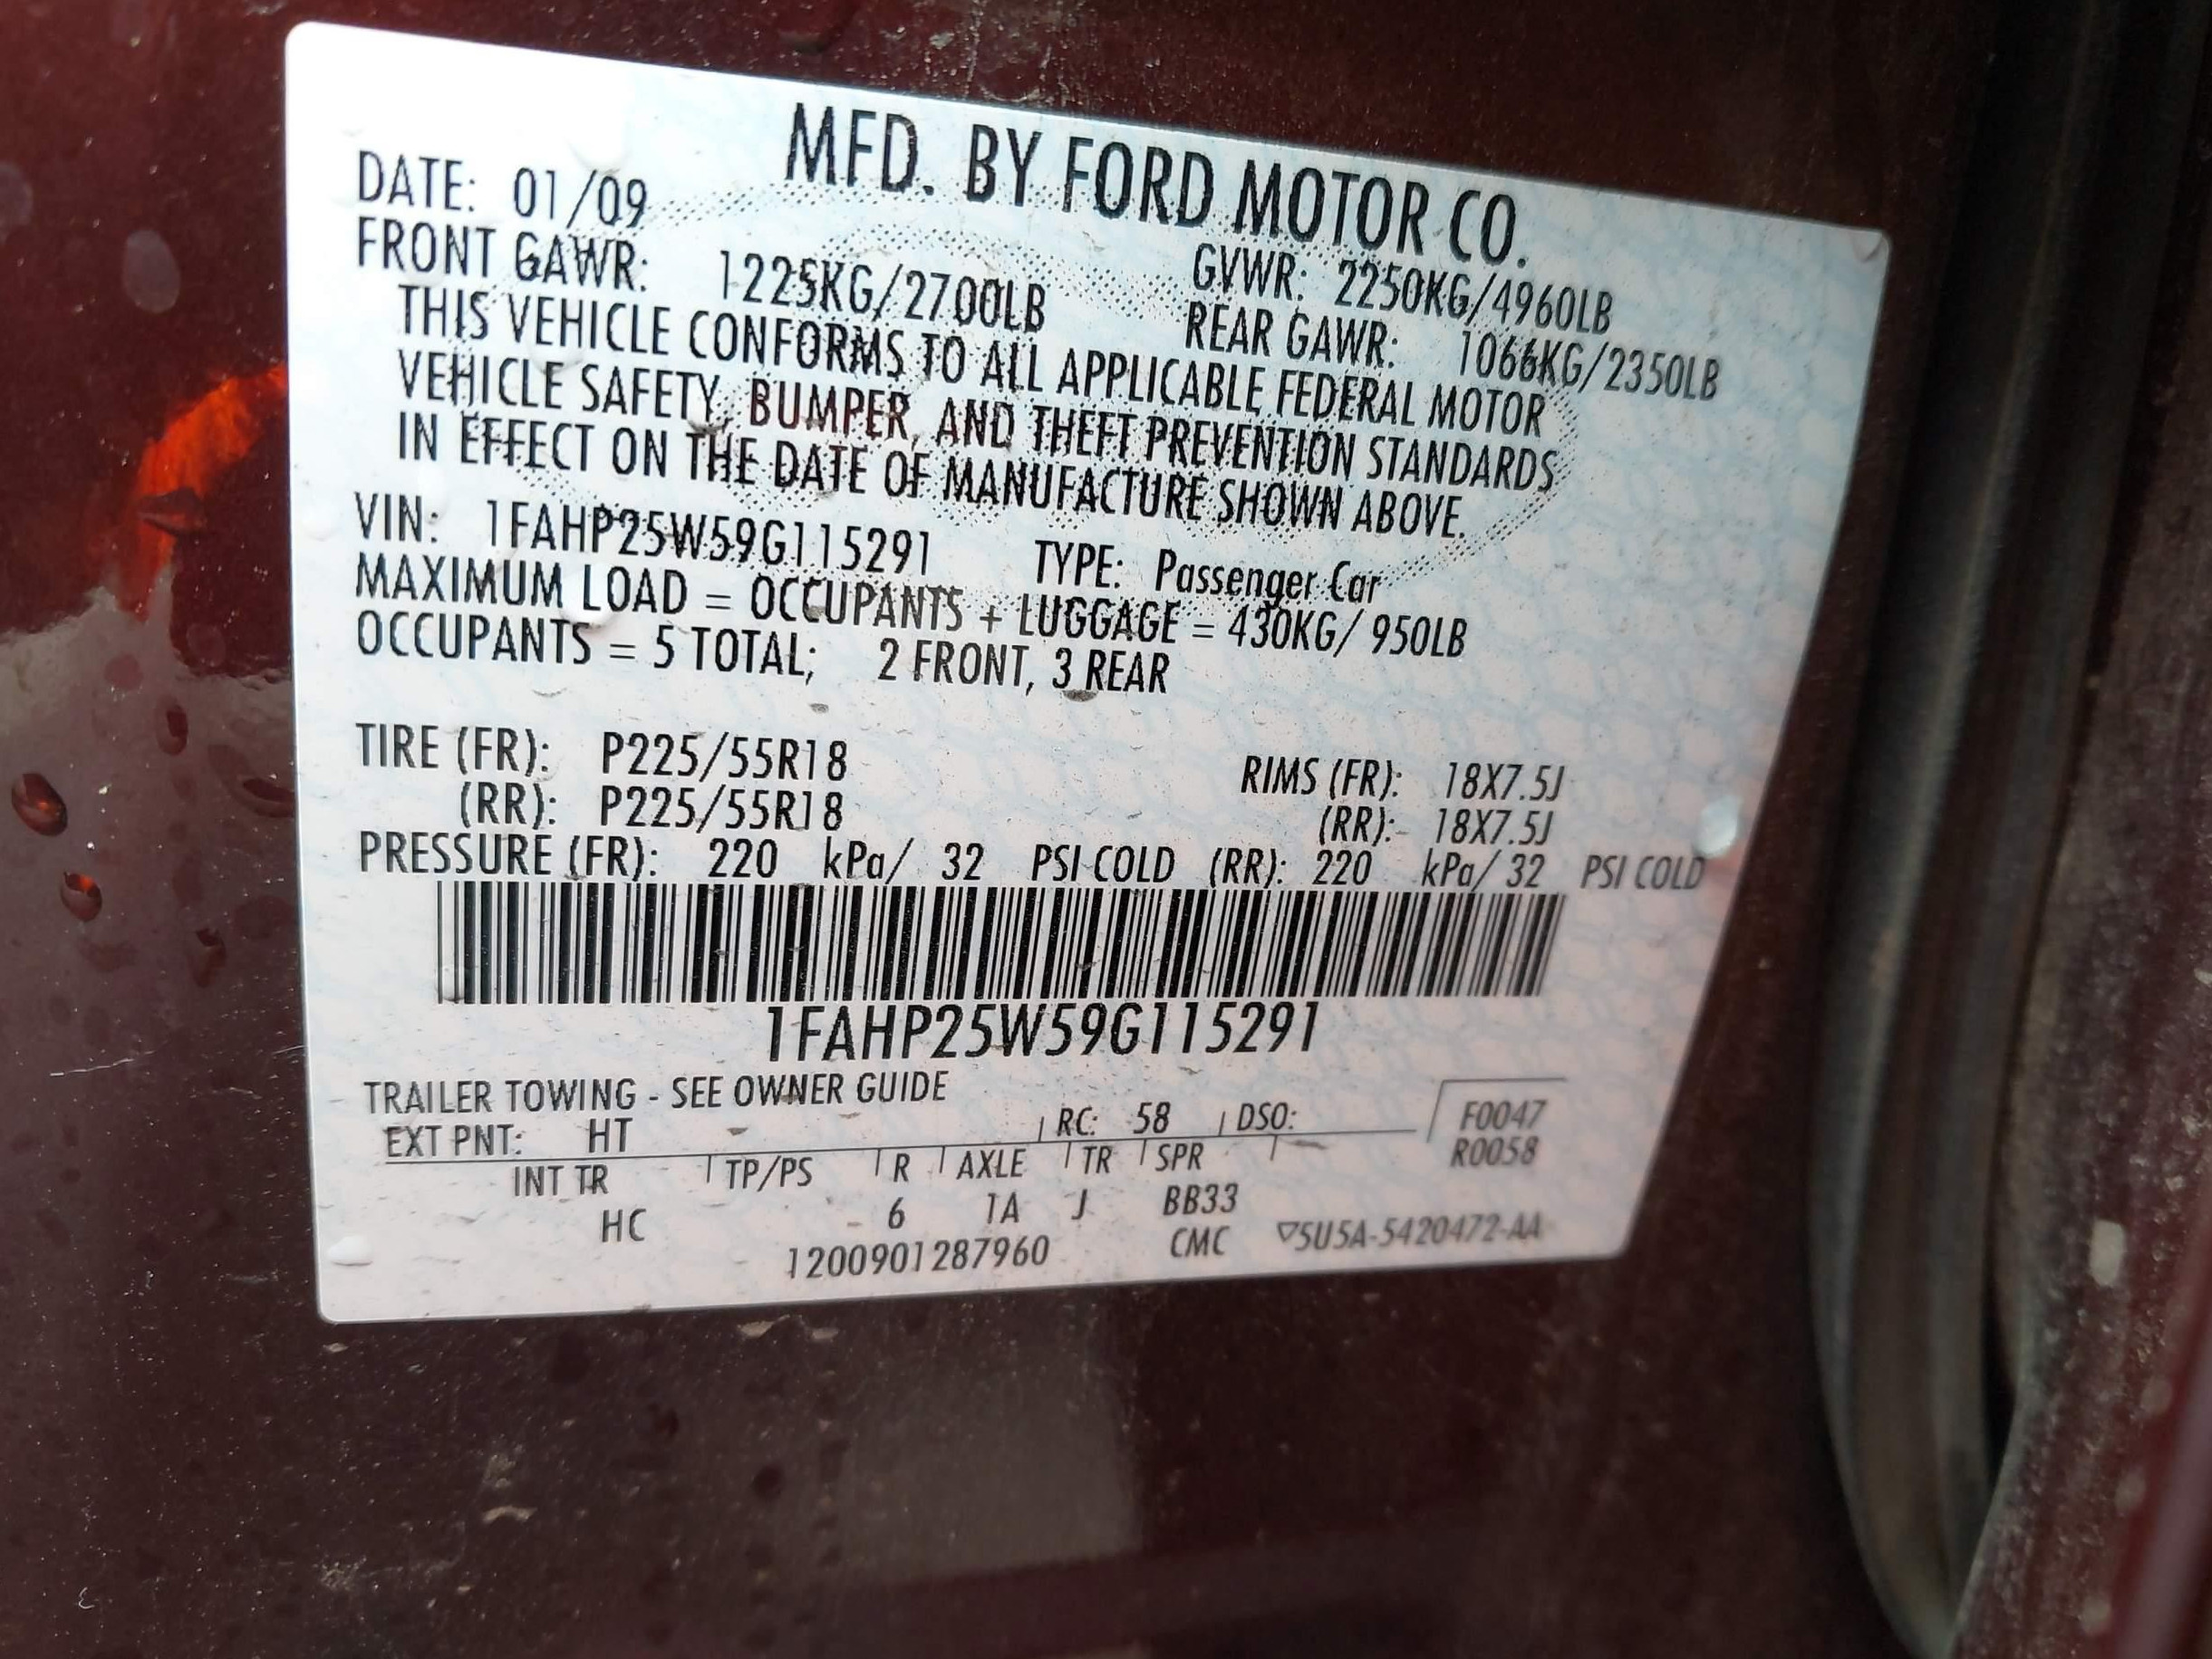 MFD. BY FORD MOTOR CO.
DATE: 01/09 GVWR: 2250KG/4960LB
FRONT GAWR: 1225KG/2700LB REAR GAWR: 1066KG/2350LB
THIS VEHICLE CONFORMS TO ALL APPLICABLE FEDERAL MOTOR
VEHICLE SAFETY, BUMPER, AND THEFT PREVENTION STANDARDS
IN EFFECT ON THE DATE OF MANUFACTURE SHOWN ABOVE.
VIN: 1FAHP25W59G115291 TYPE: Passenger Car
MAXIMUM LOAD = OCCUPANTS + LUGGAGE = 430KG/ 950LB
OCCUPANTS = 5 TOTAL; 2 FRONT, 3 REAR
TIRE (FR): P225/55R18 RIMS (FR): 18X7.5J
(RR): P225/55R18 (RR): 18X7.5J
PRESSURE (FR): 220 kPa/ 32 PSI COLD (RR): 220 kPa/ 32 PSI COLD
1FAHP25W59G115291
TRAILER TOWING - SEE OWNER GUIDE
EXT PNT: HT RC: 58 DSO: F0047
R0058
INT TR TP/PS R AXLE TR SPR
HC 6 1A J BB33
1200901287960 CMC ▽5U5A-5420472-AA